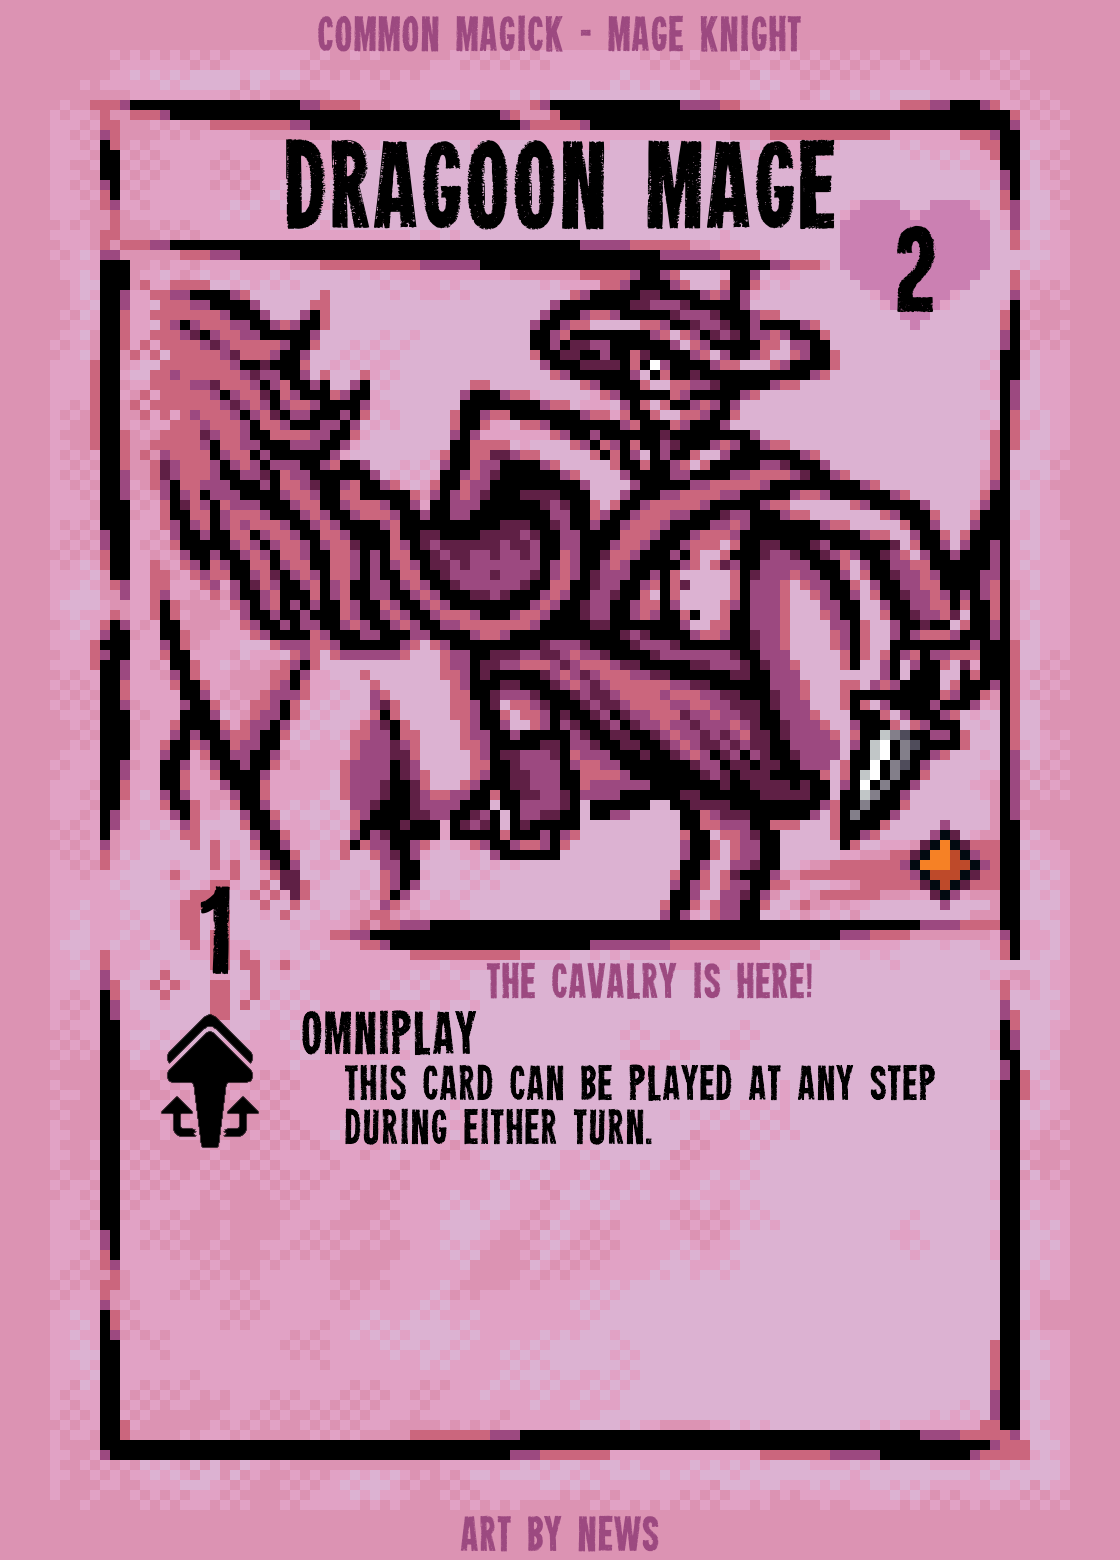 COMMON MAGICK - MAGE KNIGHT
DRAGOON MAGE
2
1
THE CAVALRY IS HERE!
OMNIPLAY
THIS CARD CAN BE PLAYED AT ANY STEP
DURING EITHER TURN.
ART BY NEWS